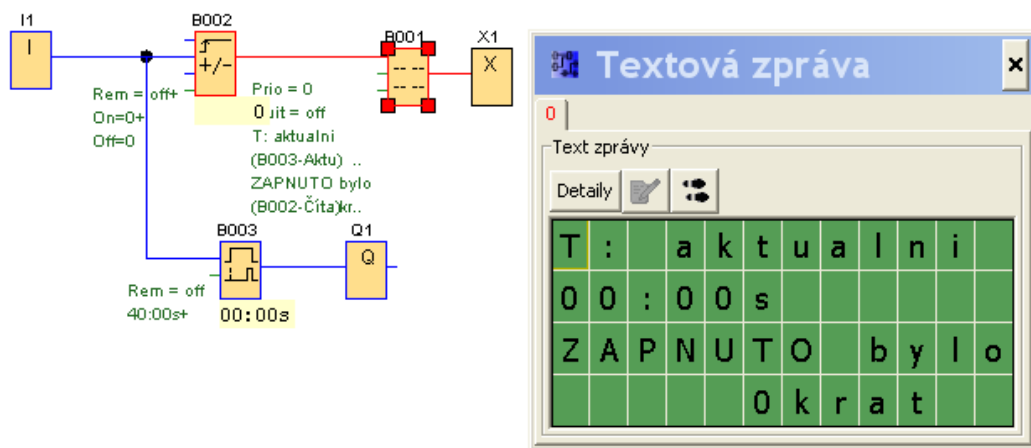 I1
I
B002
+/-
Rem = off+
On=0+
Off=0
0
B001
X1
X
Prio = 0
Quit = off
T: aktualni
(B003-Aktu) ..
ZAPNUTO bylo
(B002-Číta)kr..
B003
Rem = off
40:00s+
00:00s
Q1
Q
Textová zpráva
0
Text zprávy
Detaily
T: aktualni
00:00s
ZAPNUTO bylo
0krat